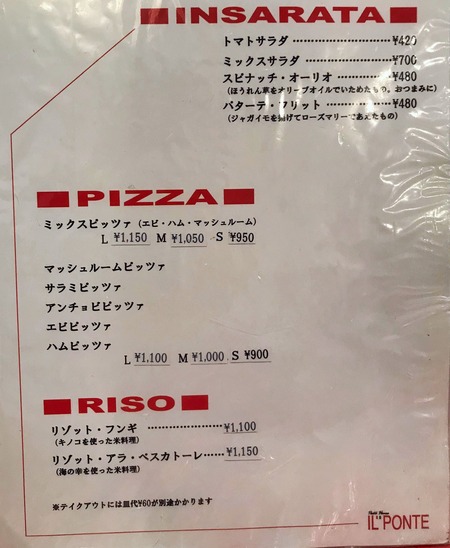 INSARATA
トマトサラダ ………………… ¥420
ミックスサラダ ……………… ¥700
スピナッチ・オーリオ ………… ¥480
(ほうれん草をオリーブオイルでいためたもの。おつまみに)
パターテ・フリット …………… ¥480
(ジャガイモを揚げてローズマリーであえたもの)
PIZZA
ミックスピッツァ (エビ・ハム・マッシュルーム)
L ¥1,150 M ¥1,050 S ¥950
マッシュルームピッツァ
サラミピッツァ
アンチョビピッツァ
エビピッツァ
ハムピッツァ
L ¥1,100 M ¥1,000 S ¥900
RISO
リゾット・フンギ ……………… ¥1,100
(キノコを使った米料理)
リゾット・アラ・ペスカトーレ …… ¥1,150
(海の幸を使った米料理)
※テイクアウトには皿代¥60が別途かかります
IL PONTE